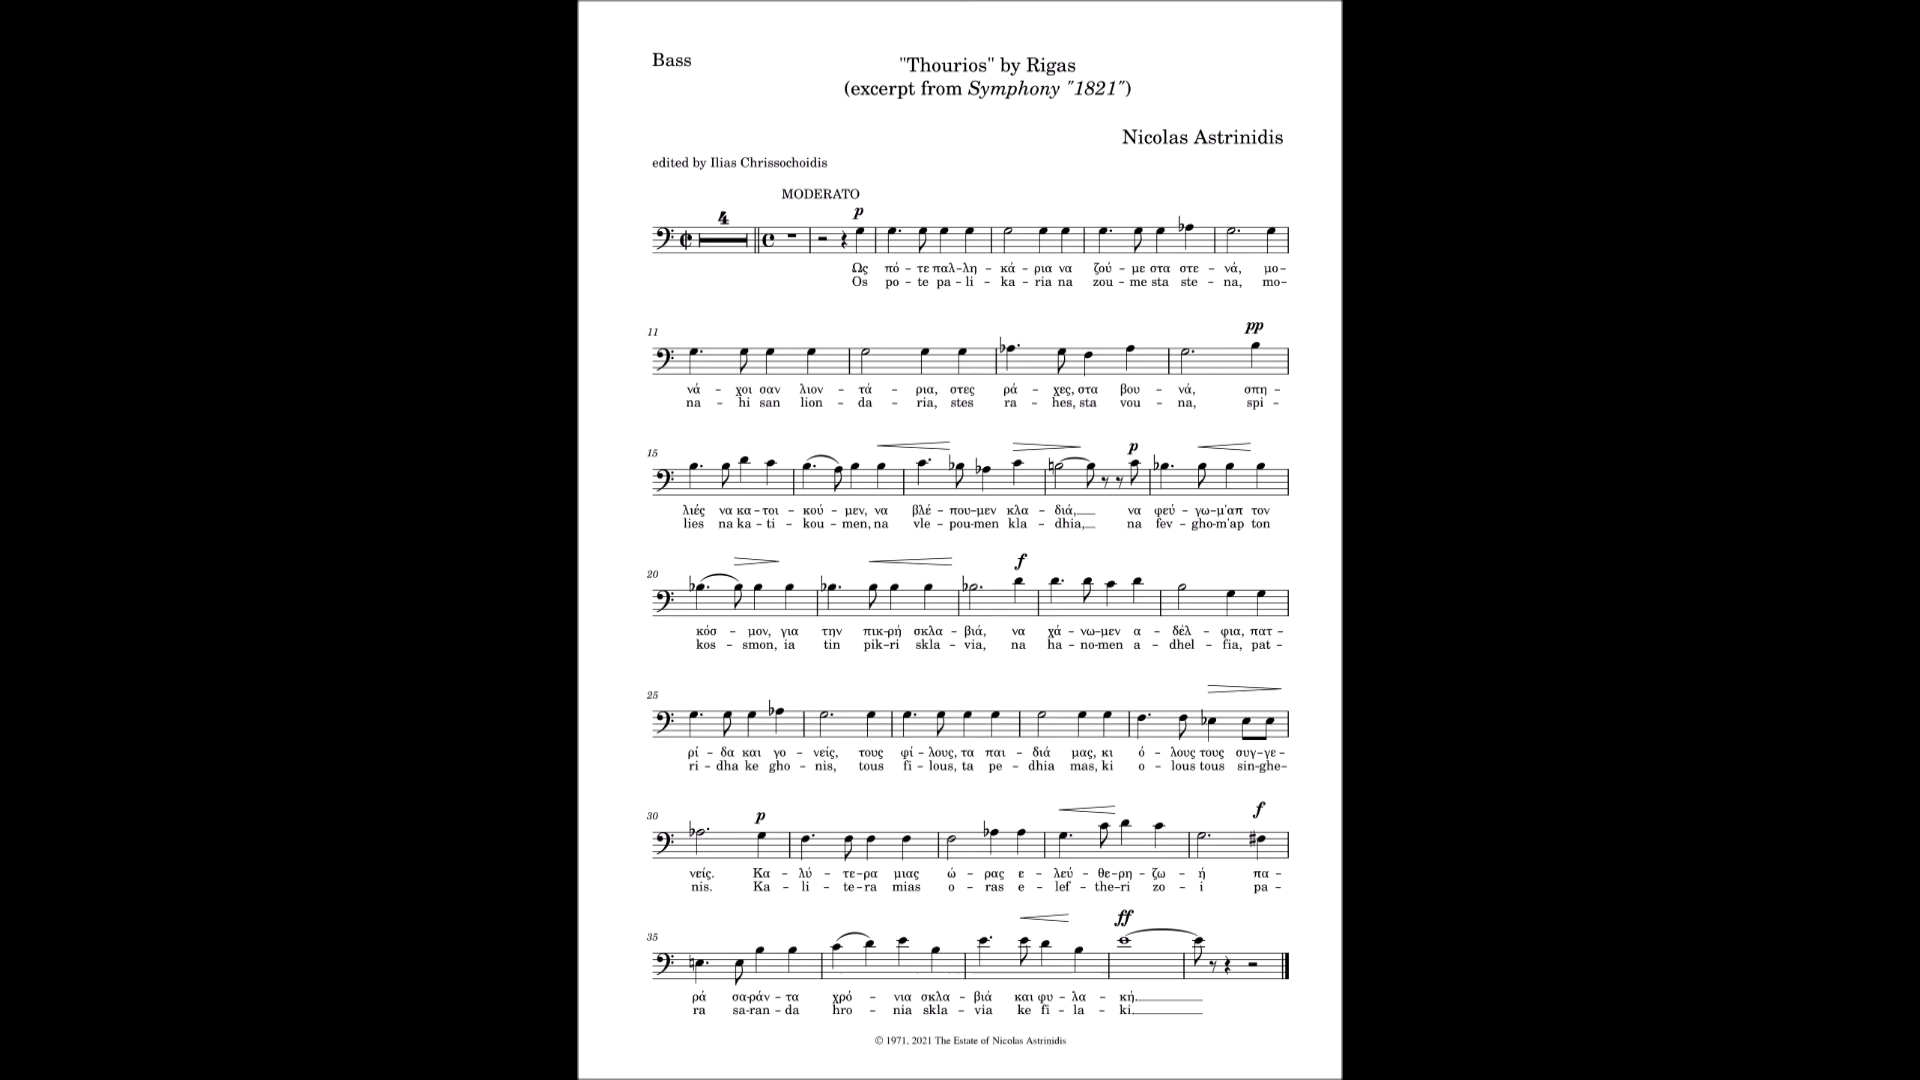 Bass
"Thourios" by Rigas
(excerpt from Symphony "1821")
Nicolas Astrinidis
edited by Ilias Chrissochoidis
MODERATO
4
p
Ως πό – τε παλ–λη – κά – ρια να ζού – με στα στε – νά, μο–
Os po – te pa – li – ka – ria na zou – me sta ste – na, mo–
11
pp
νά – χοι σαν λιον – τά – ρια, στες ρά – χες, στα βου – νά, σπη –
na – hi san lion – da – ria, stes ra – hes, sta vou – na, spi –
15
p
λιές να κα – τοι – κού – μεν, να βλέ – που–μεν κλα – διά, να φεύ – γω–μ'απ τον
lies na ka – ti – kou – men, na vle – pou–men kla – dhia, na fev – gho–m'ap ton
20
f
κόσ – μον, για την πικ–ρή σκλα – βιά, να χά – νω–μεν α – δέλ – φια, πατ –
kos – smon, ia tin pik–ri skla – via, na ha – no–men a – dhel – fia, pat –
25
ρί – δα και γο – νείς, τους φί – λους, τα παι – διά μας, κι ό – λους τους συγ–γε–
ri – dha ke gho – nis, tous fi – lous, ta pe – dhia mas, ki o – lous tous sin–ghe–
30
p
f
νείς. Κα – λύ – τε–ρα μιας ώ – ρας ε – λεύ – θε–ρη – ζω – ή πα –
nis. Ka – li – te–ra mias o – ras e – lef – the–ri zo – i pa –
35
ff
ρά σα–ράν – τα χρό – νια σκλα – βιά και φυ – λα – κή.
ra sa–ran – da hro – nia skla – via ke fi – la – ki.
© 1971, 2021 The Estate of Nicolas Astrinidis